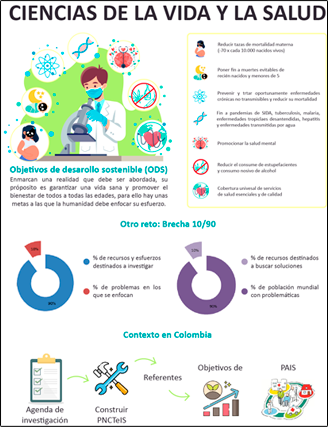 CIENCIAS DE LA VIDA Y LA SALUD
Reducir tazas de mortalidad materna
(-70 x cada 10.000 nacidos vivos)
Poner fin a muertes evitables de
recién nacidos y menores de 5
Prevenir y triar oportunamente enfermedades
crónicas no transmisibles y reducir su mortalidad
Fin a pandemias de SIDA, tuberculosis, malaria,
enfermedades tropicales desantendidas, hepatitis
y enfermedades transmitidas por agua
Promocionar la salud mental
Reducir el consumo de estupefacientes
y consumo nosivo de alcohol
Cobertura universal de servicios
de salud esenciales y de calidad
Objetivos de desarollo sostenible (ODS)
Enmarcan una realidad que debe ser abordada, su
propósito es garantizar una vida sana y promover el
bienestar de todos a todas las edades, para ello hay unas
metas a las que la humanidad debe enfocar su esfuerzo.
Otro reto: Brecha 10/90
10%
90%
% de recursos y esfuerzos
destinados a investigar
% de problemas en los
que se enfocan
10%
90%
% de recursos destinados
a buscar soluciones
% de población mundial
con problemáticas
Contexto en Colombia
Agenda de
investigación
Construir
PNCTeIS
Referentes
Objetivos de
PAIS